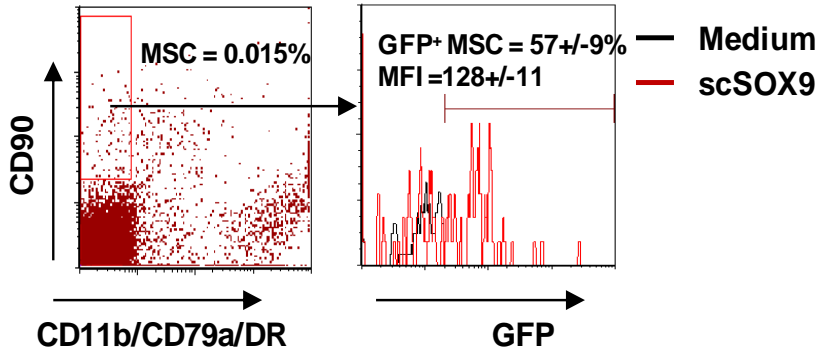 MSC = 0.015%
CD90
CD11b/CD79a/DR
GFP⁺ MSC = 57+/-9%
MFI =128+/-11
GFP
Medium
scSOX9